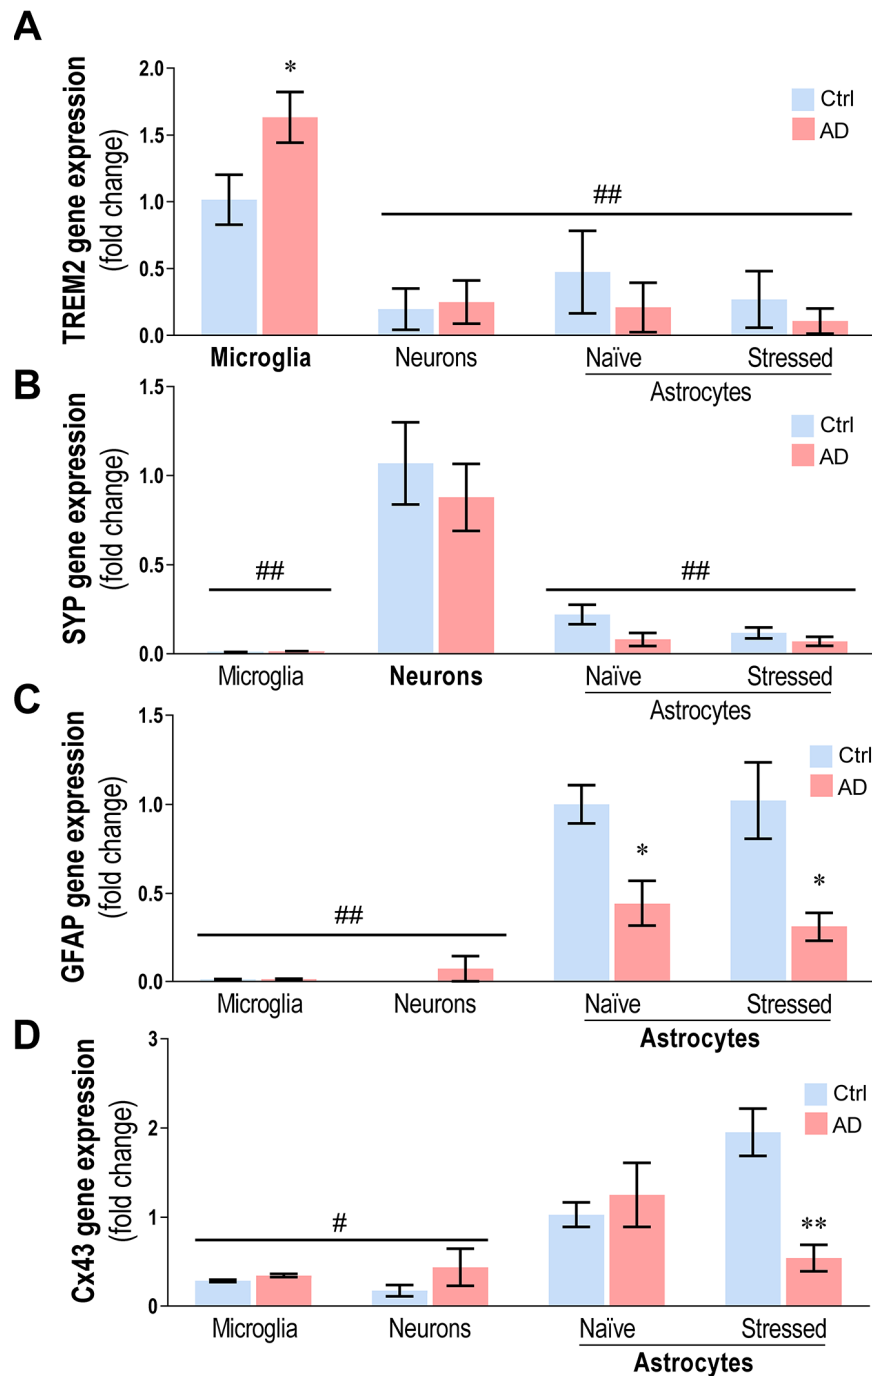 A
TREM2 gene expression
(fold change)
2.0
1.5
1.0
0.5
0.0
*
##
Ctrl
AD
Microglia Neurons Naïve Stressed
Astrocytes
B
SYP gene expression
(fold change)
1.5
1.0
0.5
0.0
##
##
Ctrl
AD
Microglia Neurons Naïve Stressed
Astrocytes
C
GFAP gene expression
(fold change)
1.5
1.0
0.5
0.0
##
*
*
Ctrl
AD
Microglia Neurons Naïve Stressed
Astrocytes
D
Cx43 gene expression
(fold change)
3
2
1
0
#
**
Ctrl
AD
Microglia Neurons Naïve Stressed
Astrocytes